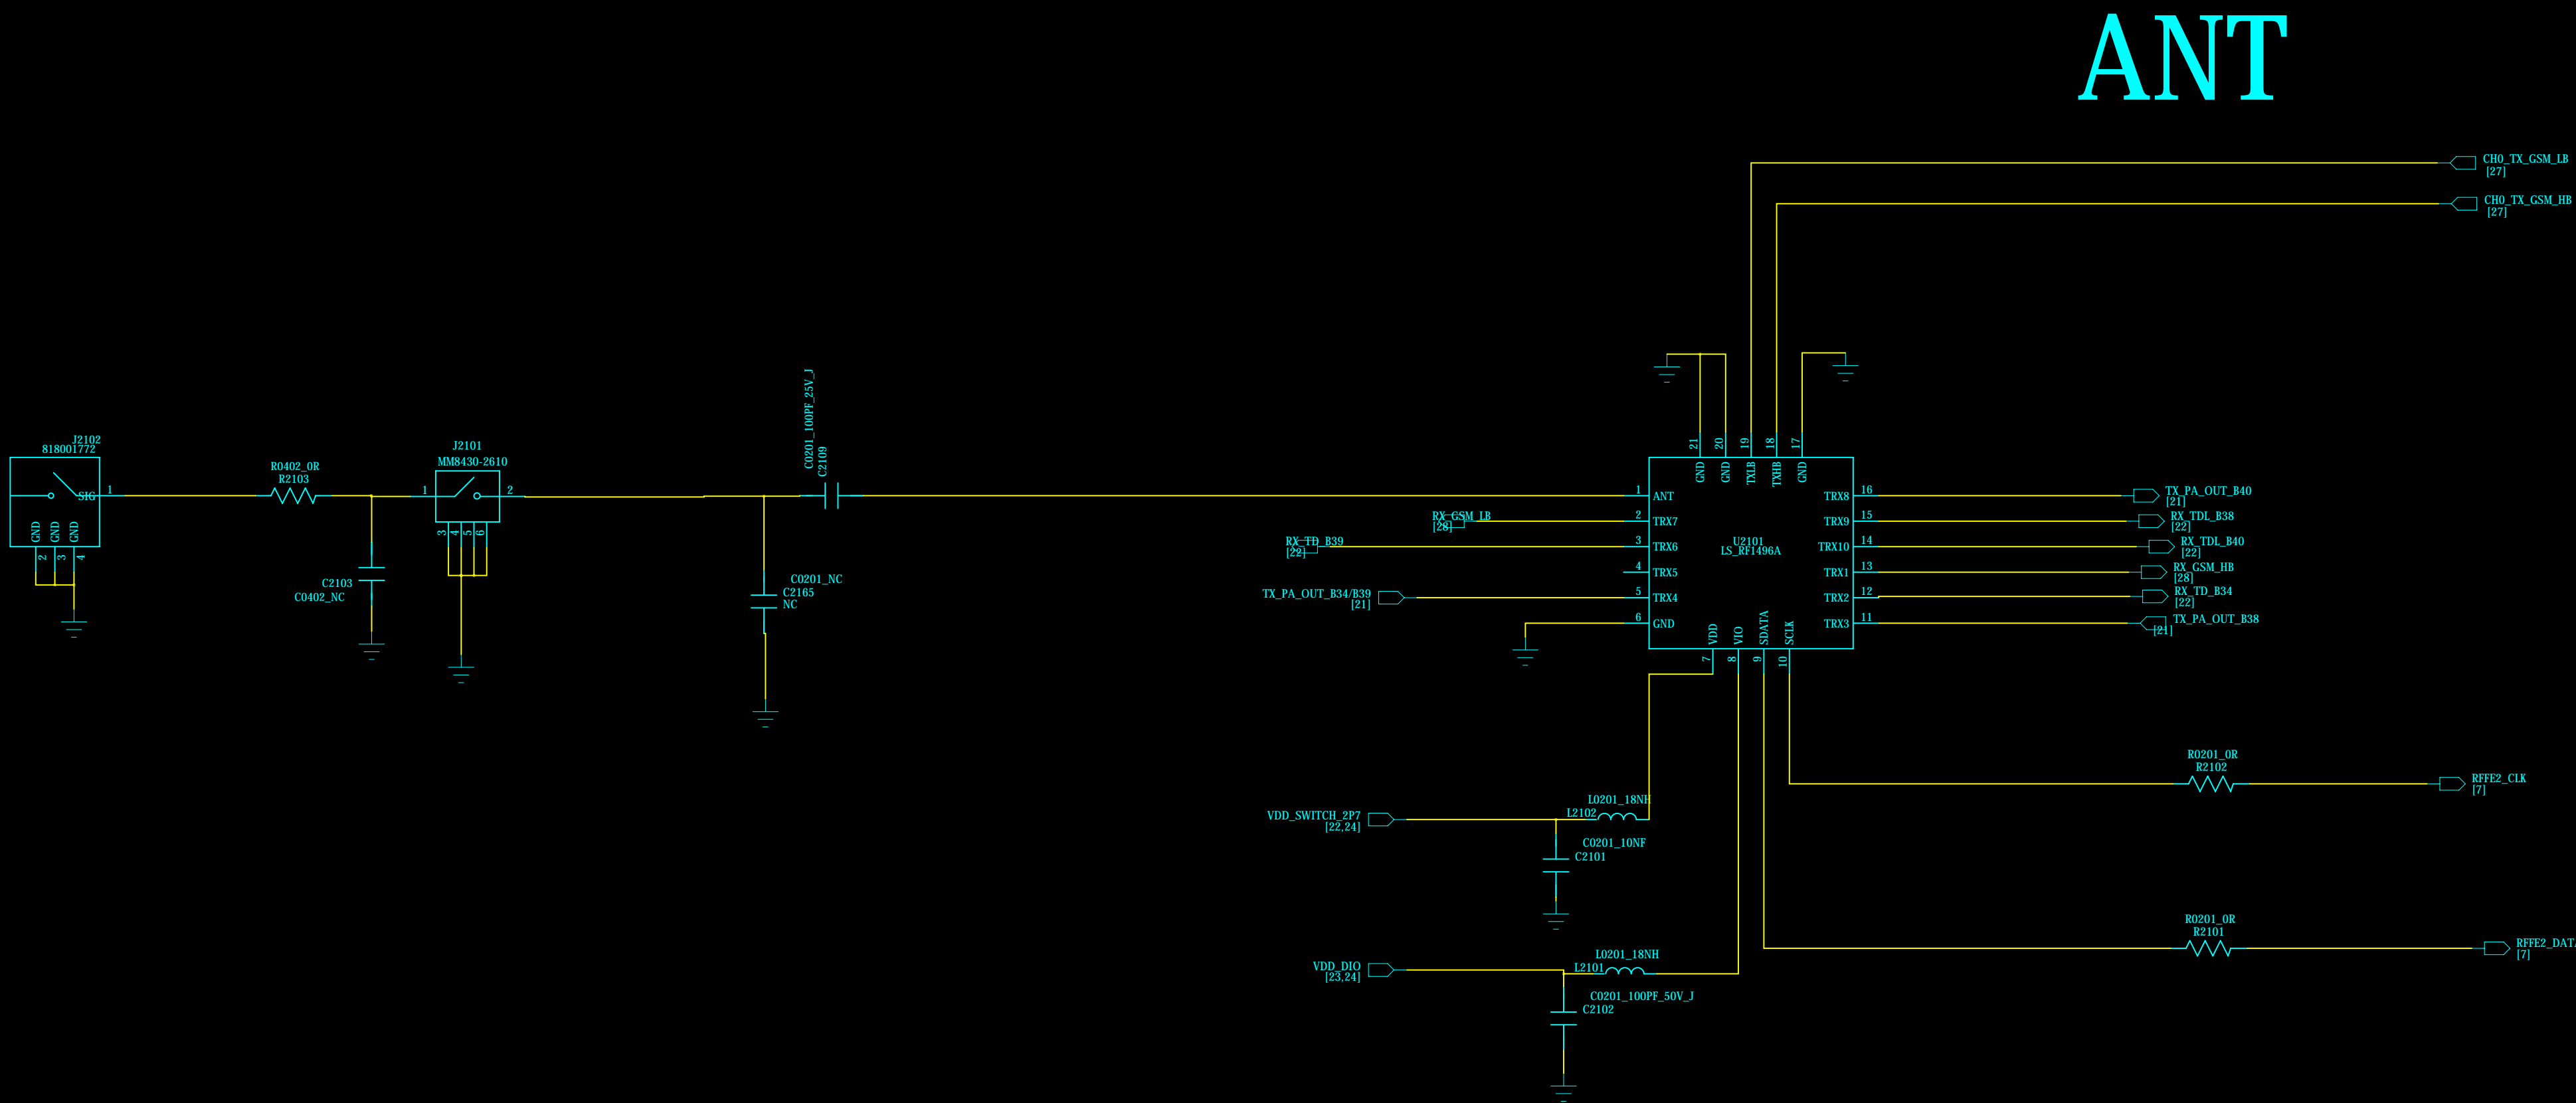 ANT
CH0_TX_GSM_LB
[27]
CH0_TX_GSM_HB
[27]
J2102
818001772
SIG
1
GND
GND
GND
2
3
4
R0402_0R
R2103
C2103
C0402_NC
J2101
MM8430-2610
1
2
3
4
5
6
C0201_100PF_25V_J
C2109
C0201_NC
C2165
NC
21
20
19
18
17
GND
GND
TXLB
TXHB
GND
1
ANT
2
TRX7
3
TRX6
4
TRX5
5
TRX4
6
GND
U2101
LS_RF1496A
TRX8
16
TRX9
15
TRX10
14
TRX1
13
TRX2
12
TRX3
11
VDD
VIO
SDATA
SCLK
7
8
9
10
RX_GSM_LB
[28]
RX_TD_B39
[22]
TX_PA_OUT_B34/B39
[21]
TX_PA_OUT_B40
[21]
RX_TDL_B38
[22]
RX_TDL_B40
[22]
RX_GSM_HB
[28]
RX_TD_B34
[22]
TX_PA_OUT_B38
[21]
R0201_0R
R2102
RFFE2_CLK
[7]
VDD_SWITCH_2P7
[22,24]
L0201_18NH
L2102
C0201_10NF
C2101
R0201_0R
R2101
RFFE2_DAT
[7]
VDD_DIO
[23,24]
L0201_18NH
L2101
C0201_100PF_50V_J
C2102